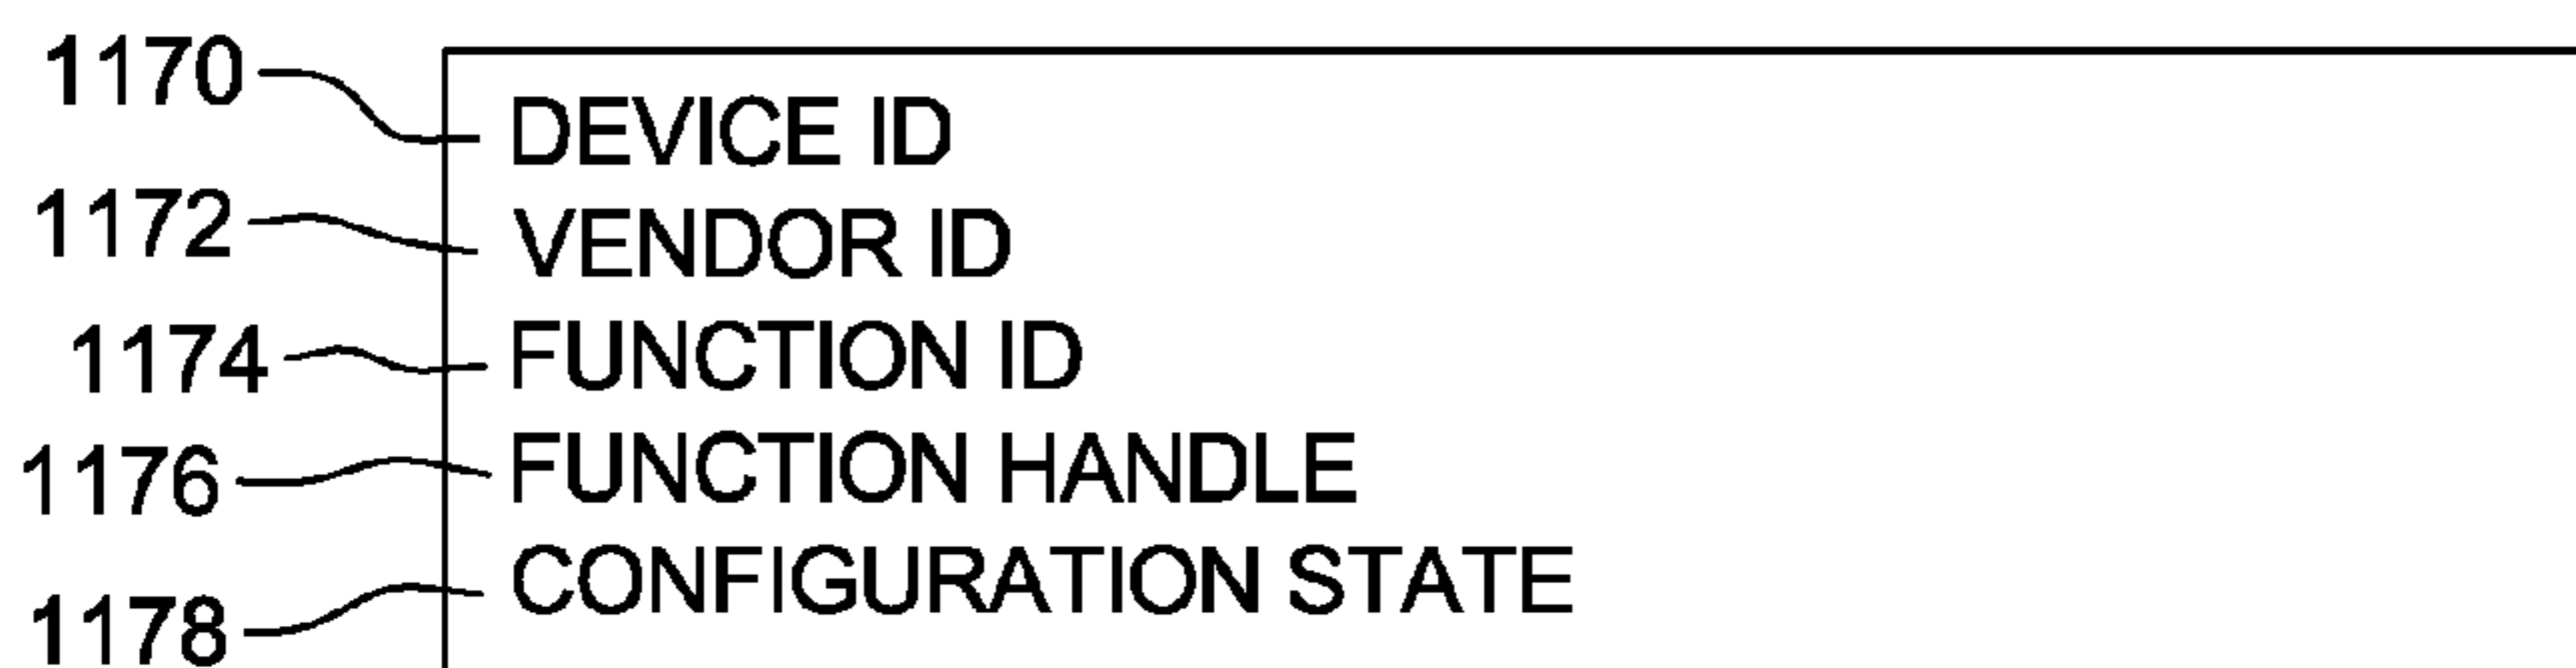 1170 DEVICE ID
1172 VENDOR ID
1174 FUNCTION ID
1176 FUNCTION HANDLE
1178 CONFIGURATION STATE